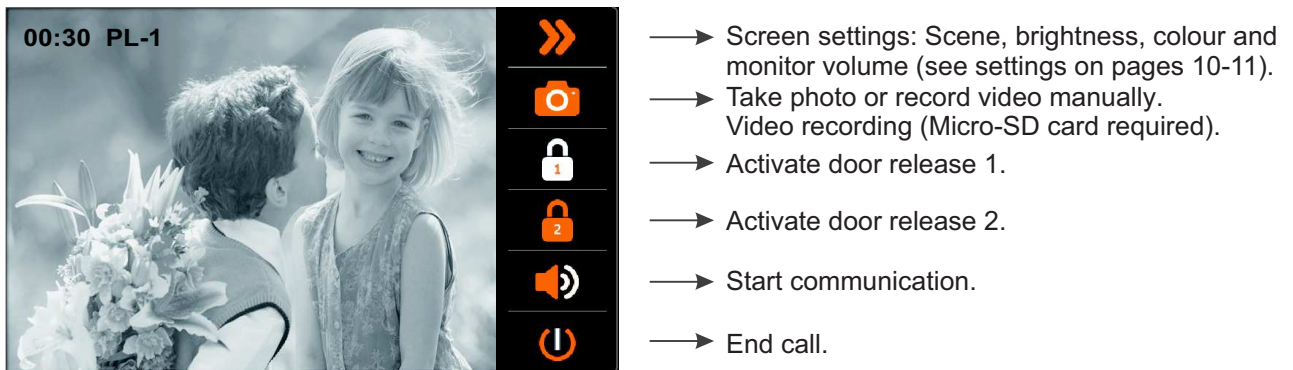 00:30 PL-1
1
2
Screen settings: Scene, brightness, colour and
monitor volume (see settings on pages 10-11).
Take photo or record video manually.
Video recording (Micro-SD card required).
Activate door release 1.
Activate door release 2.
Start communication.
End call.